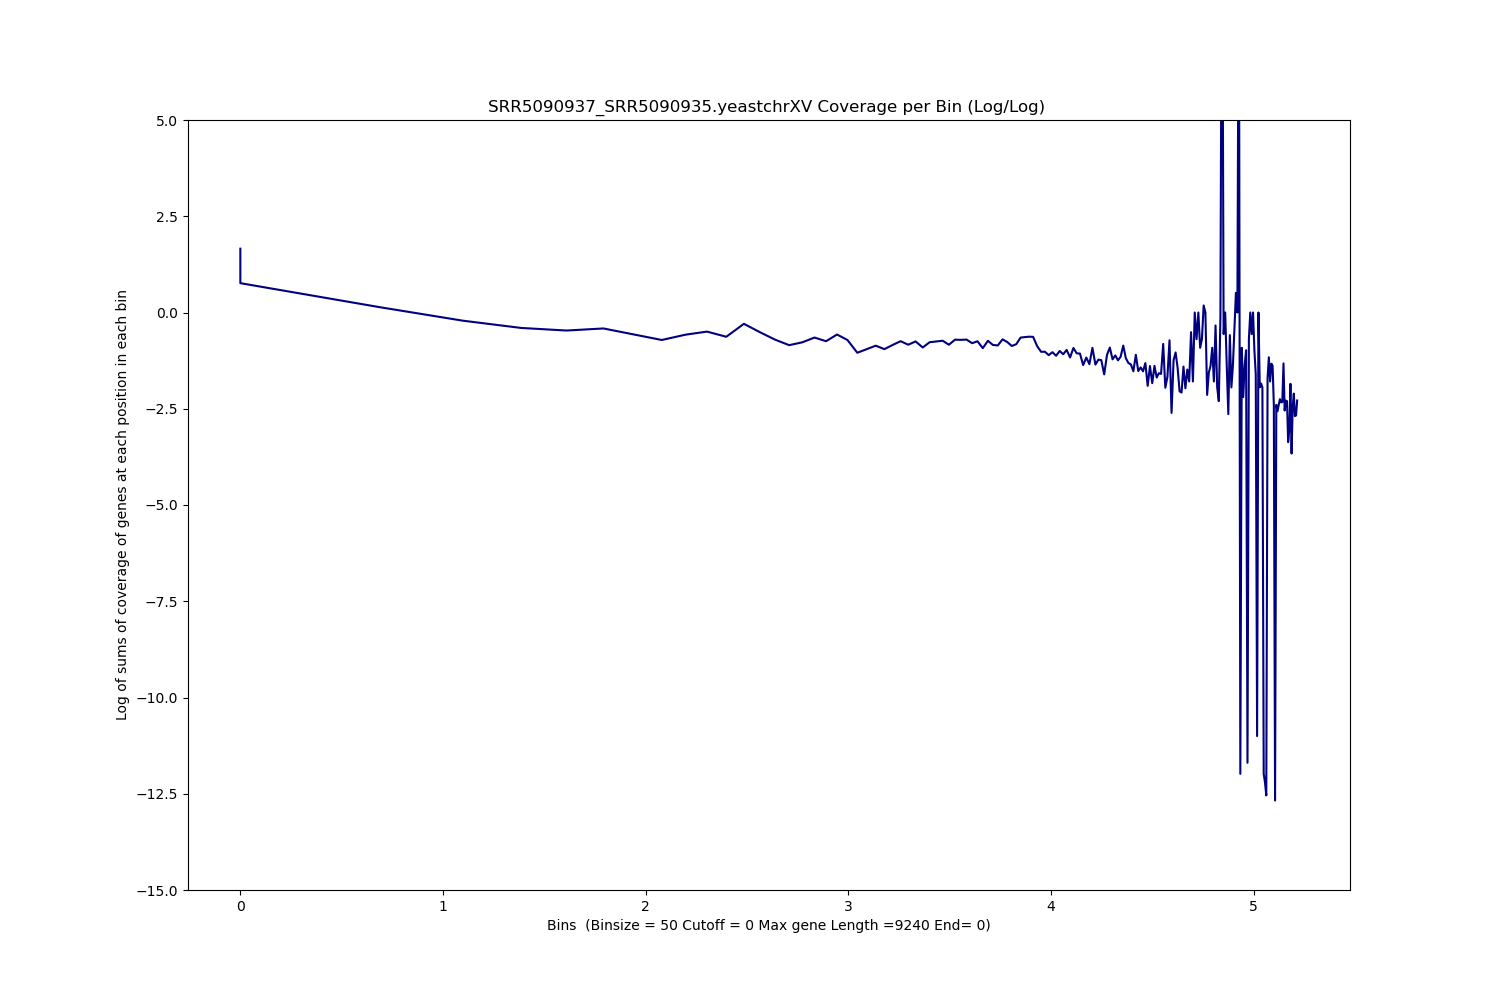 SRR5090937_SRR5090935.yeastchrXV Coverage per Bin (Log/Log)
Log of sums of coverage of genes at each position in each bin
5.0
2.5
0.0
−2.5
−5.0
−7.5
−10.0
−12.5
−15.0
0 1 2 3 4 5
Bins  (Binsize = 50 Cutoff = 0 Max gene Length =9240 End= 0)